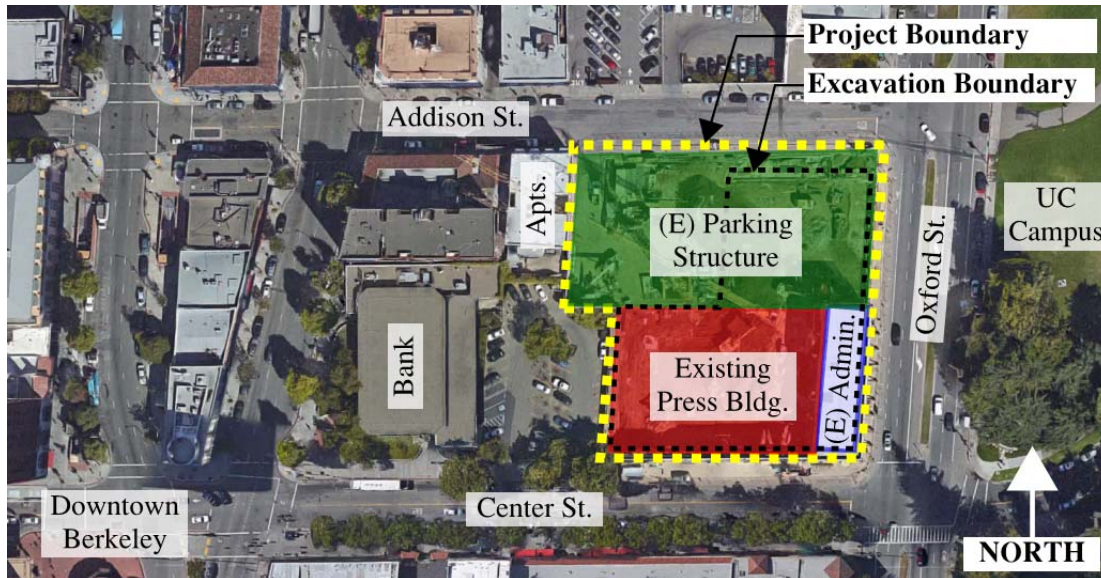 Project Boundary
Excavation Boundary
Addison St.
Apts.
(E) Parking
Structure
UC
Campus
Oxford St.
Bank
Existing
Press Bldg.
(E) Admin.
Center St.
Downtown
Berkeley
NORTH